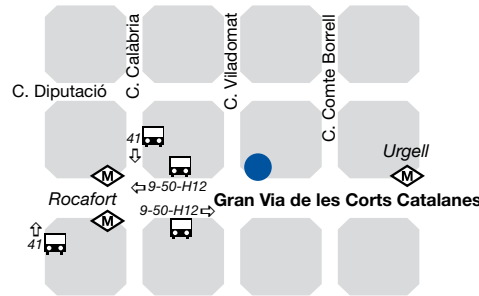 C. Calàbria
C. Viladomat
C. Comte Borrell
C. Diputació
41
Urgell
M
M
9-50-H12
Rocafort
Gran Via de les Corts Catalanes
9-50-H12
M
41